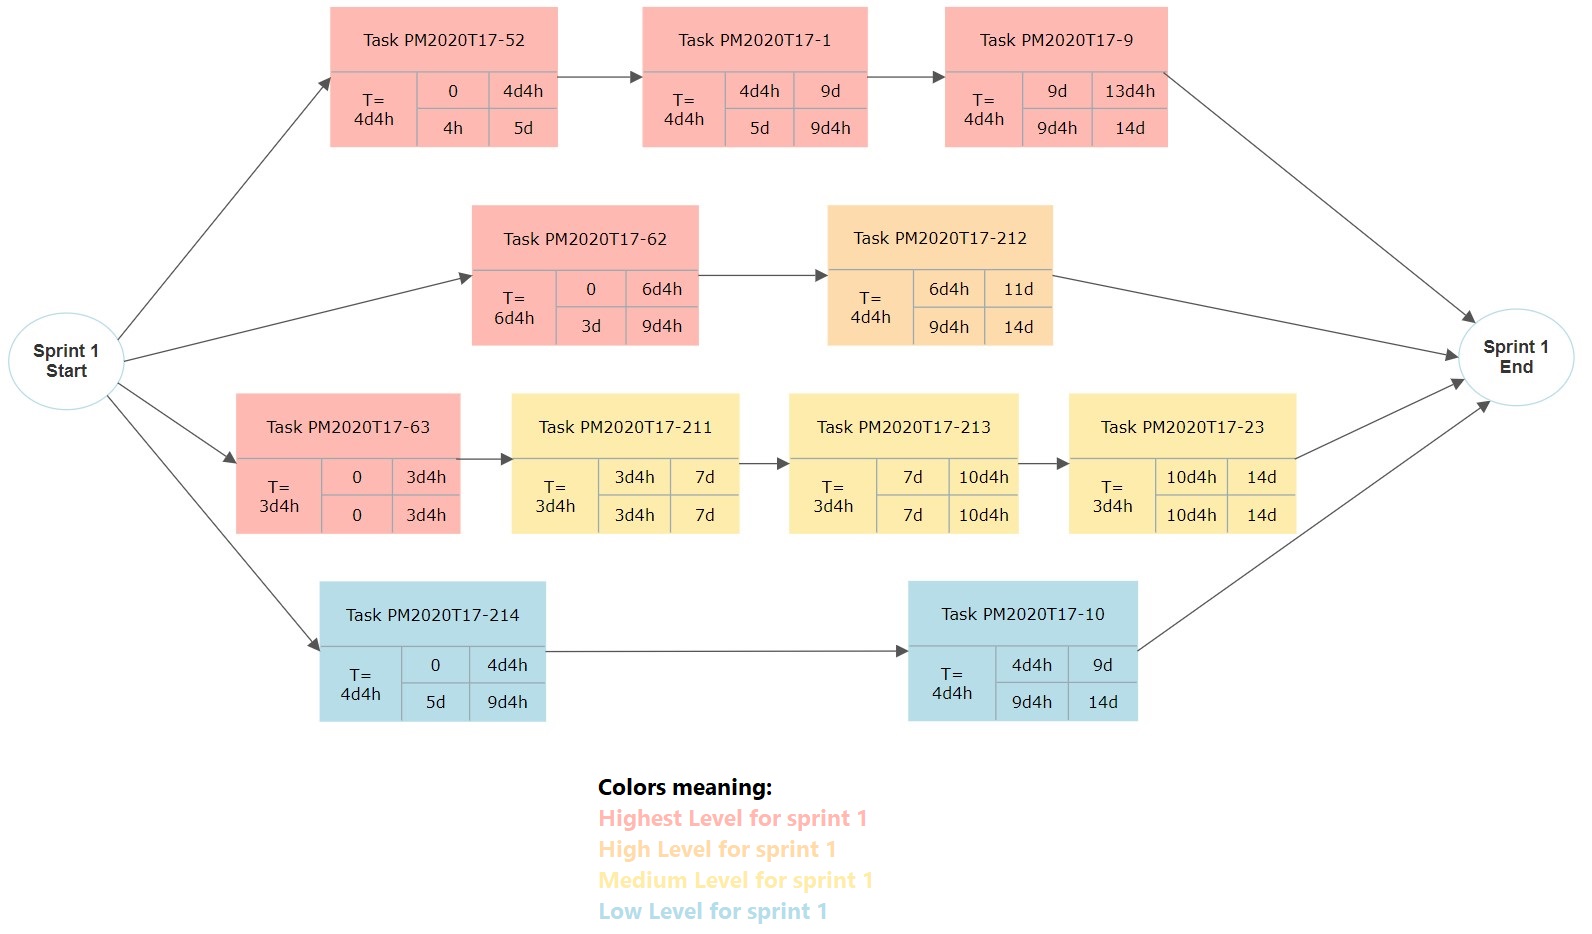 Task PM2020T17-52
T=
4d4h
0
4d4h
4h
5d
Task PM2020T17-1
T=
4d4h
4d4h
9d
5d
9d4h
Task PM2020T17-9
T=
4d4h
9d
13d4h
9d4h
14d
Task PM2020T17-62
T=
6d4h
0
6d4h
3d
9d4h
Task PM2020T17-212
T=
4d4h
6d4h
11d
9d4h
14d
Sprint 1
Start
Sprint 1
End
Task PM2020T17-63
T=
3d4h
0
3d4h
0
3d4h
Task PM2020T17-211
T=
3d4h
3d4h
7d
3d4h
7d
Task PM2020T17-213
T=
3d4h
7d
10d4h
7d
10d4h
Task PM2020T17-23
T=
3d4h
10d4h
14d
10d4h
14d
Task PM2020T17-214
T=
4d4h
0
4d4h
5d
9d4h
Task PM2020T17-10
T=
4d4h
4d4h
9d
9d4h
14d
Colors meaning:
Highest Level for sprint 1
High Level for sprint 1
Medium Level for sprint 1
Low Level for sprint 1